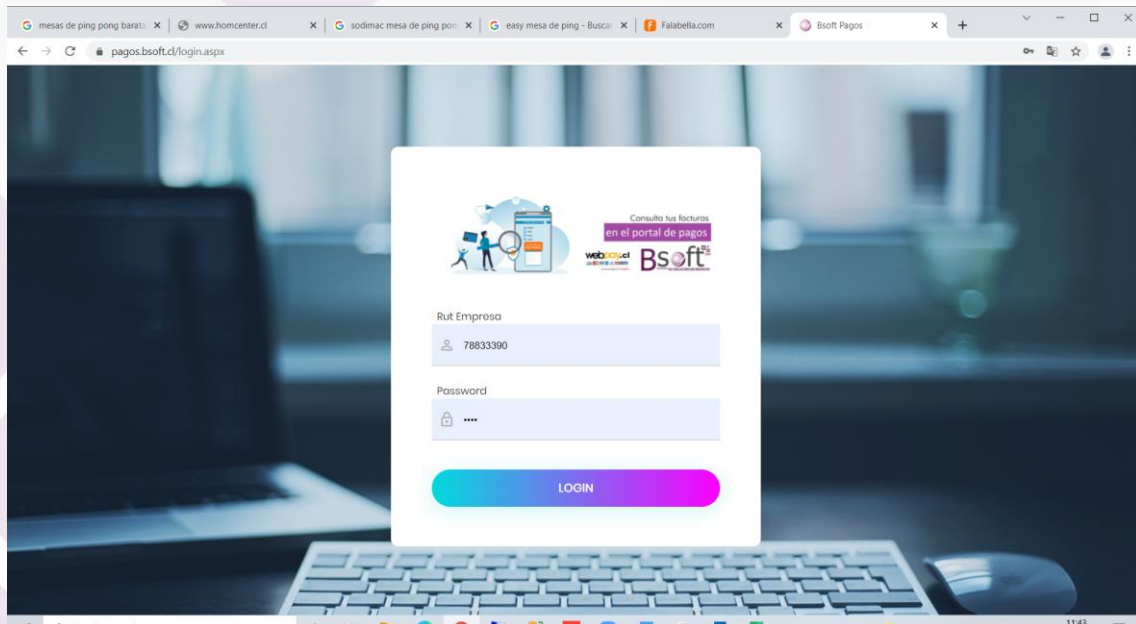 mesas de ping pong barata
www.homcenter.cl
sodimac mesa de ping pon
easy mesa de ping - Buscar
Falabella.com
Bsoft Pagos
pagos.bsoft.cl/login.aspx
Consulta tus facturas
en el portal de pagos
webpay.cl
Bsoft
Rut Empresa
78833390
Password
••••
LOGIN
11:43